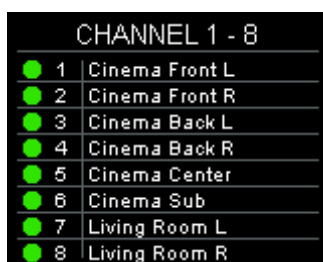 CHANNEL 1 - 8
1 Cinema Front L
2 Cinema Front R
3 Cinema Back L
4 Cinema Back R
5 Cinema Center
6 Cinema Sub
7 Living Room L
8 Living Room R